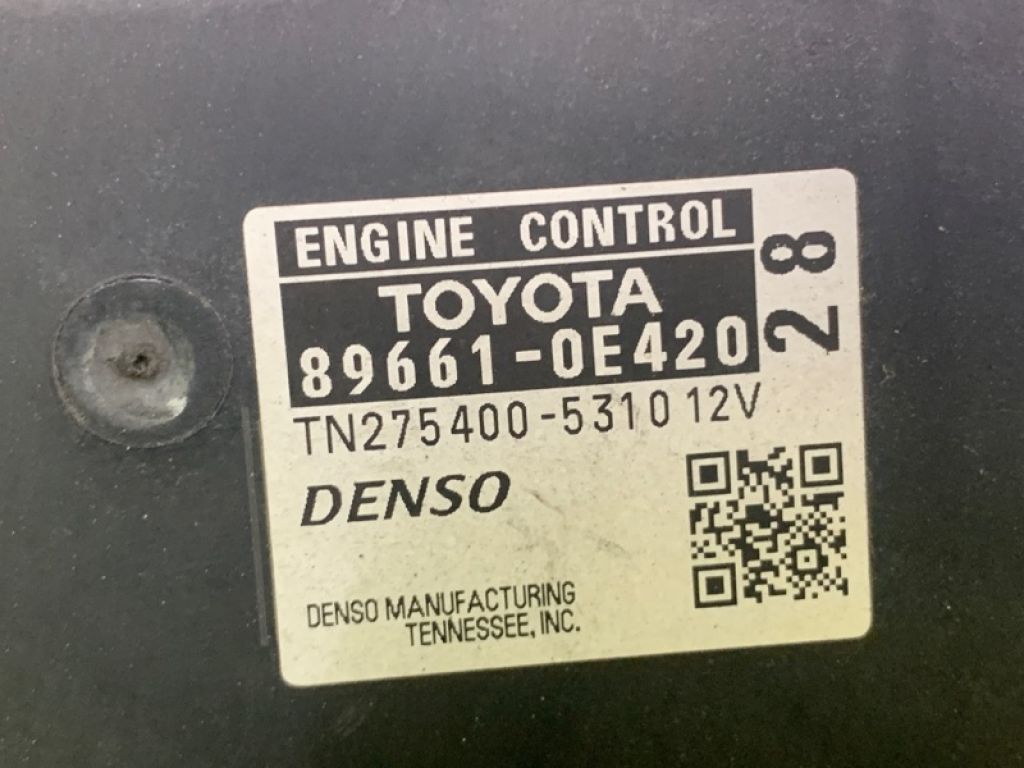 ENGINE CONTROL
TOYOTA
89661-0E420
28
TN275400-5310 12V
DENSO
DENSO MANUFACTURING
TENNESSEE, INC.